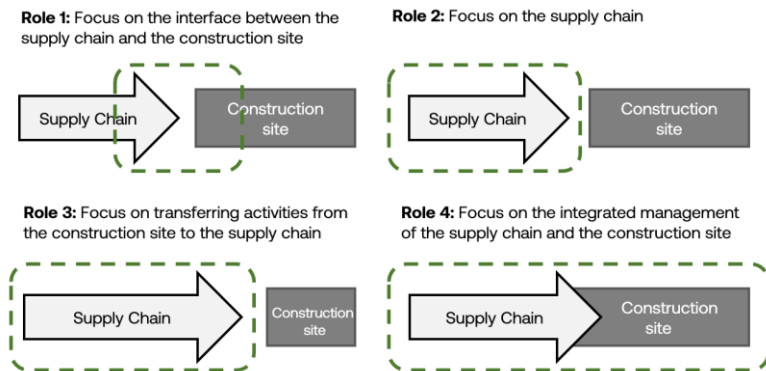 Role 1: Focus on the interface between the
supply chain and the construction site
Supply Chain
Construction
site
Role 2: Focus on the supply chain
Supply Chain
Construction
site
Role 3: Focus on transferring activities from
the construction site to the supply chain
Supply Chain
Construction
site
Role 4: Focus on the integrated management
of the supply chain and the construction site
Supply Chain
Construction
site